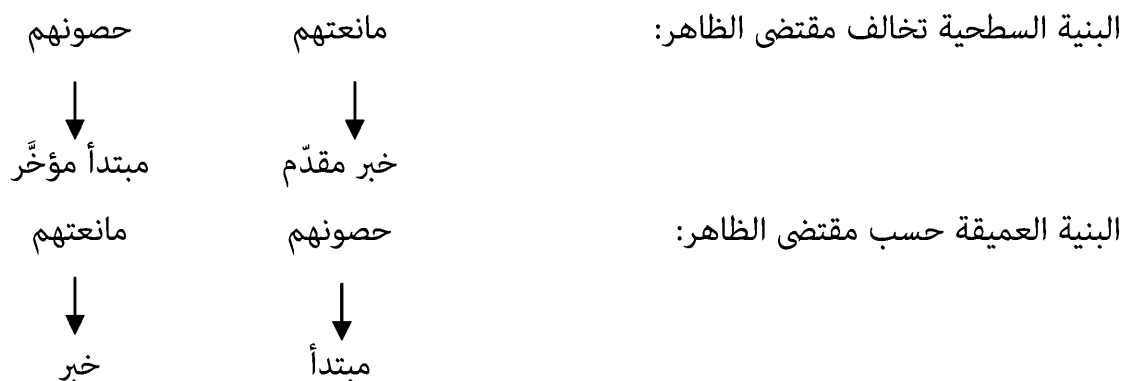 البنية السطحية تخالف مقتضى الظاهر: مانعتهم حصونهم
خبر مقدّم مبتدأ مؤخَّر
البنية العميقة حسب مقتضى الظاهر: حصونهم مانعتهم
مبتدأ خبر